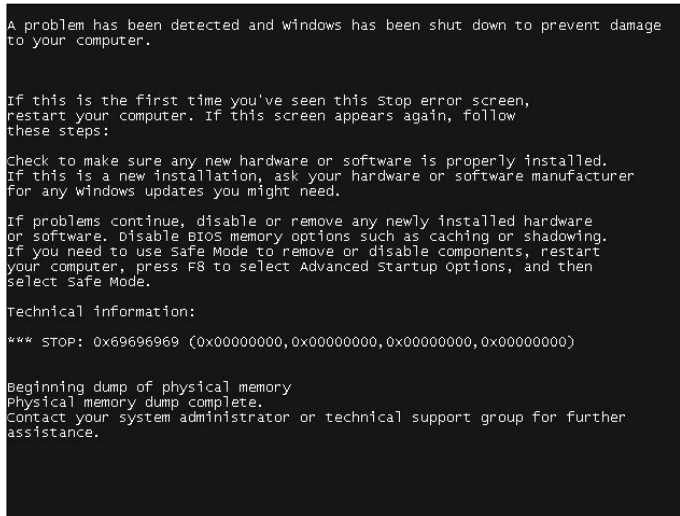 A problem has been detected and Windows has been shut down to prevent damage
to your computer.
If this is the first time you've seen this Stop error screen,
restart your computer. If this screen appears again, follow
these steps:
Check to make sure any new hardware or software is properly installed.
If this is a new installation, ask your hardware or software manufacturer
for any Windows updates you might need.
If problems continue, disable or remove any newly installed hardware
or software. Disable BIOS memory options such as caching or shadowing.
If you need to use Safe Mode to remove or disable components, restart
your computer, press F8 to select Advanced Startup Options, and then
select Safe Mode.
Technical information:
*** STOP: 0x69696969 (0x00000000,0x00000000,0x00000000,0x00000000)
Beginning dump of physical memory
Physical memory dump complete.
Contact your system administrator or technical support group for further
assistance.